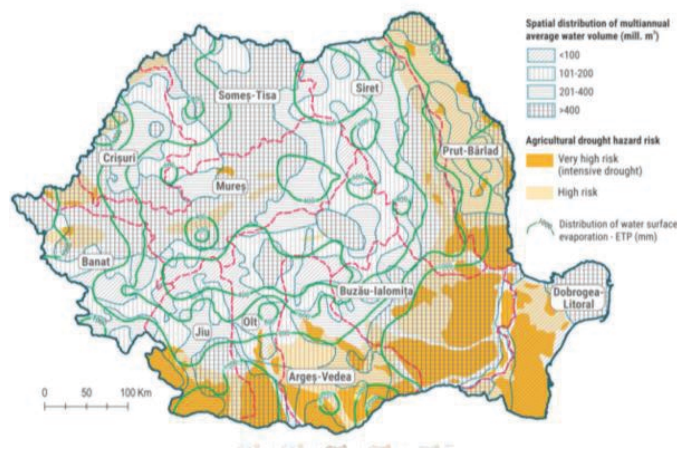 Spatial distribution of multiannual
average water volume (mill. m³)
<100
101-200
201-400
>400
Agricultural drought hazard risk
Very high risk
(intensive drought)
High risk
Distribution of water surface
evaporation - ETP (mm)
Someș-Tisa
Siret
Crișuri
Prut-Bârlad
Mureș
Banat
Buzău-Ialomița
Dobrogea-
Litoral
Jiu
Olt
Argeș-Vedea
0 50 100 Km